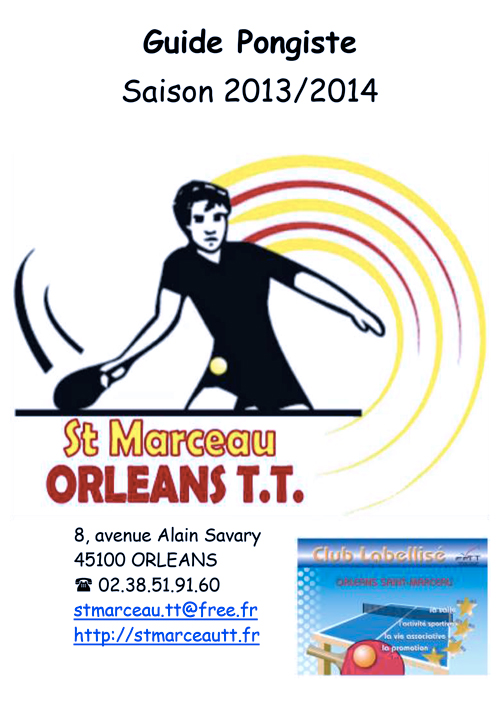 Guide Pongiste
Saison 2013/2014
St Marceau
ORLEANS T.T.
8, avenue Alain Savary
45100 ORLEANS
☎ 02.38.51.91.60
stmarceau.tt@free.fr
http://stmarceautt.fr
Club Labellisé
ORLEANS SAINT-MARCEAU
la salle
l'activité sportive
la vie associative
la promotion